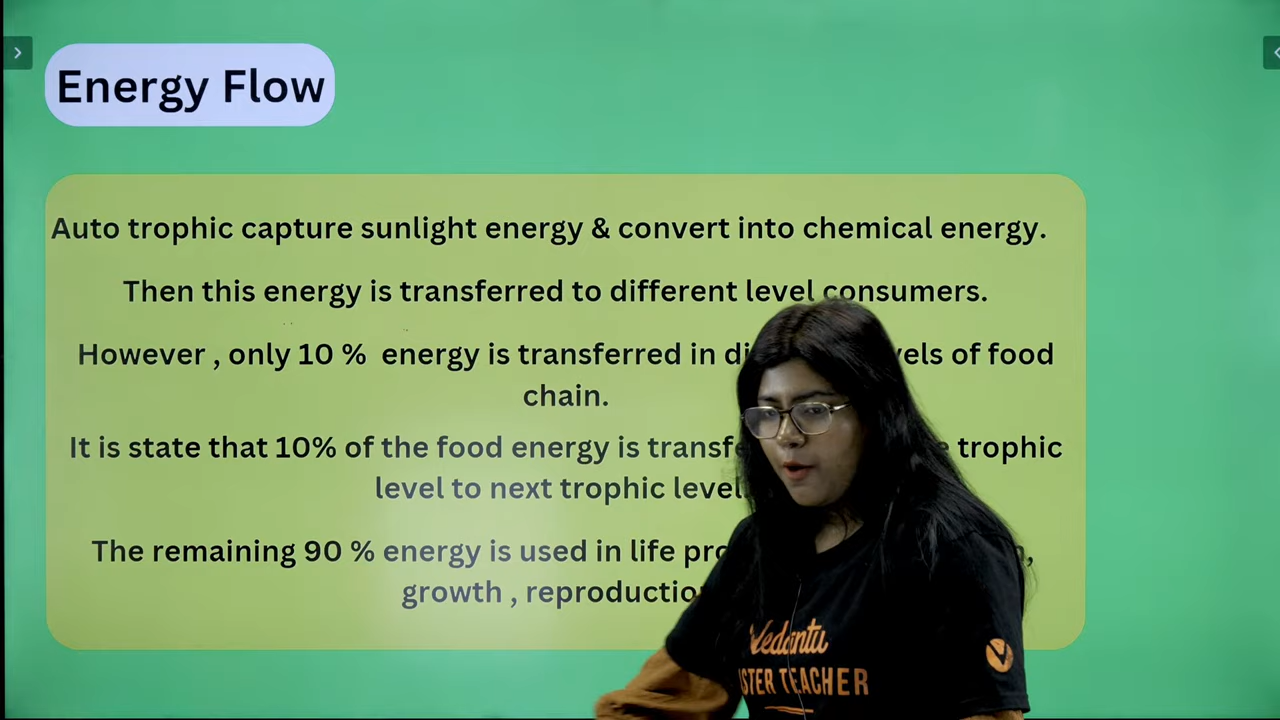 Energy Flow
Auto trophic capture sunlight energy & convert into chemical energy.
Then this energy is transferred to different level consumers.
However , only 10 % energy is transferred in di vels of food
chain.
It is state that 10% of the food energy is transfe trophic
level to next trophic level
The remaining 90 % energy is used in life pro
growth , reproductio
Vedantu
STER TEACHER